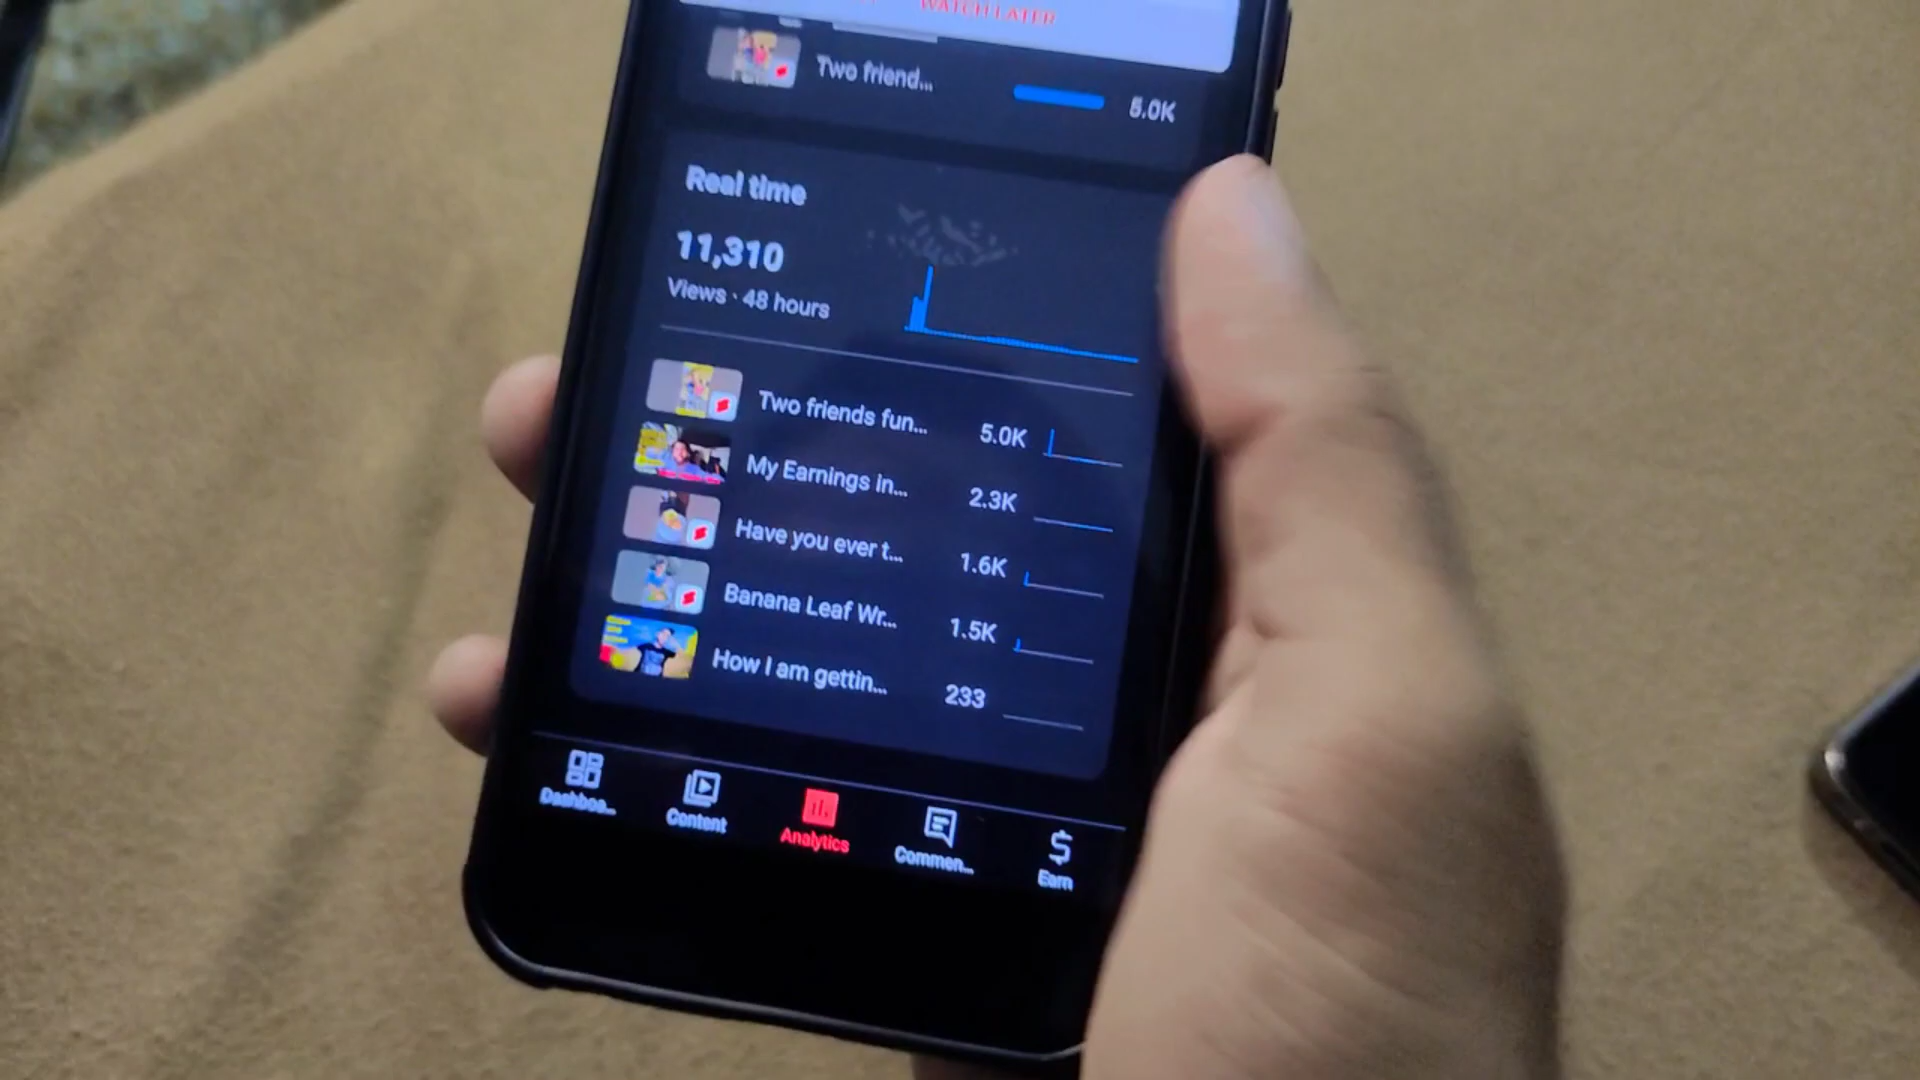 WATCH LATER
Two friend...
5.0K
Real time
11,310
Views · 48 hours
Two friends fun...
5.0K
My Earnings in...
2.3K
Have you ever t...
1.6K
Banana Leaf Wr...
1.5K
How I am gettin...
233
Dashboa...
Content
Analytics
Commen...
Earn